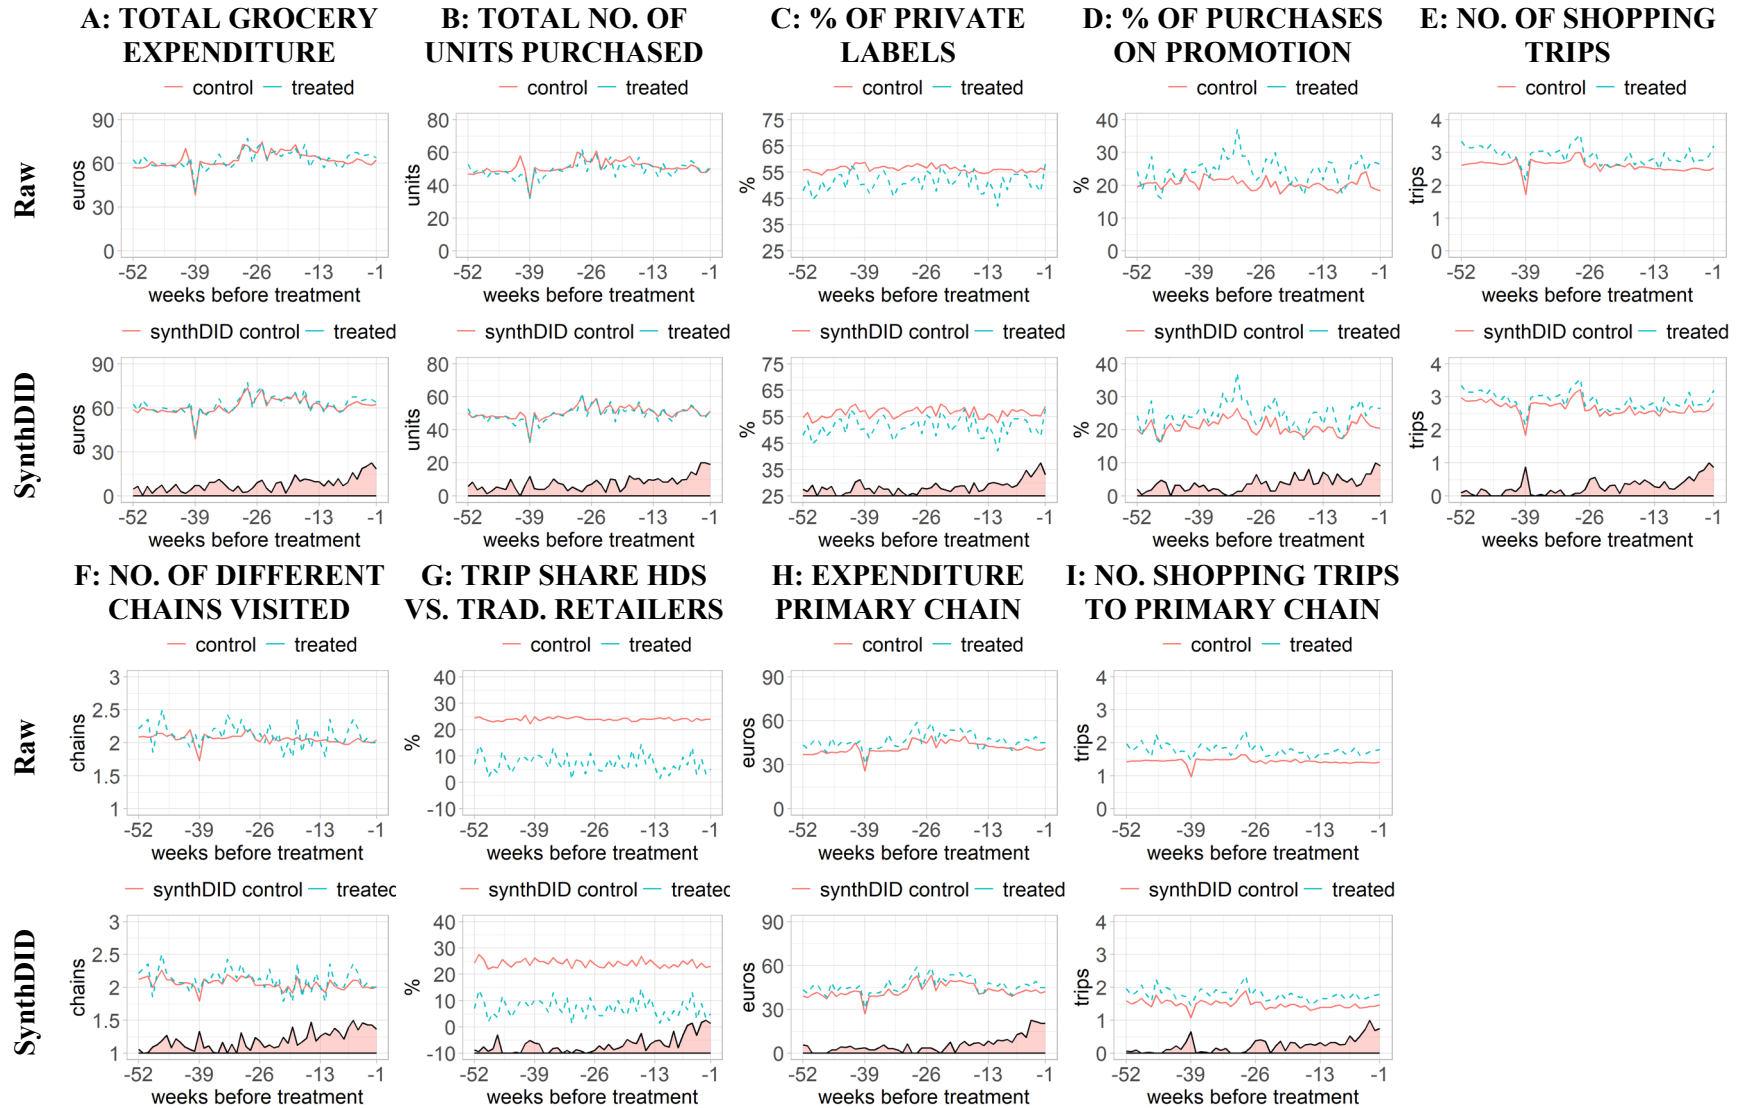 A: TOTAL GROCERY
EXPENDITURE
B: TOTAL NO. OF
UNITS PURCHASED
C: % OF PRIVATE
LABELS
D: % OF PURCHASES
ON PROMOTION
E: NO. OF SHOPPING
TRIPS
Raw
control treated
90
60
30
0
euros
-52 -39 -26 -13 -1
weeks before treatment
control treated
80
60
40
20
0
units
-52 -39 -26 -13 -1
weeks before treatment
control treated
75
65
55
45
35
25
%
-52 -39 -26 -13 -1
weeks before treatment
control treated
40
30
20
10
0
%
-52 -39 -26 -13 -1
weeks before treatment
control treated
4
3
2
1
0
trips
-52 -39 -26 -13 -1
weeks before treatment
SynthDID
synthDID control treated
90
60
30
0
euros
-52 -39 -26 -13 -1
weeks before treatment
synthDID control treated
80
60
40
20
0
units
-52 -39 -26 -13 -1
weeks before treatment
synthDID control treated
75
65
55
45
35
25
%
-52 -39 -26 -13 -1
weeks before treatment
synthDID control treated
40
30
20
10
0
%
-52 -39 -26 -13 -1
weeks before treatment
synthDID control treated
4
3
2
1
0
trips
-52 -39 -26 -13 -1
weeks before treatment
F: NO. OF DIFFERENT
CHAINS VISITED
G: TRIP SHARE HDS
VS. TRAD. RETAILERS
H: EXPENDITURE
PRIMARY CHAIN
I: NO. SHOPPING TRIPS
TO PRIMARY CHAIN
Raw
control treated
3
2.5
2
1.5
1
chains
-52 -39 -26 -13 -1
weeks before treatment
control treated
40
30
20
10
0
-10
%
-52 -39 -26 -13 -1
weeks before treatment
control treated
90
60
30
0
euros
-52 -39 -26 -13 -1
weeks before treatment
control treated
4
3
2
1
0
trips
-52 -39 -26 -13 -1
weeks before treatment
SynthDID
synthDID control treated
3
2.5
2
1.5
1
chains
-52 -39 -26 -13 -1
weeks before treatment
synthDID control treated
40
30
20
10
0
-10
%
-52 -39 -26 -13 -1
weeks before treatment
synthDID control treated
90
60
30
0
euros
-52 -39 -26 -13 -1
weeks before treatment
synthDID control treated
4
3
2
1
0
trips
-52 -39 -26 -13 -1
weeks before treatment